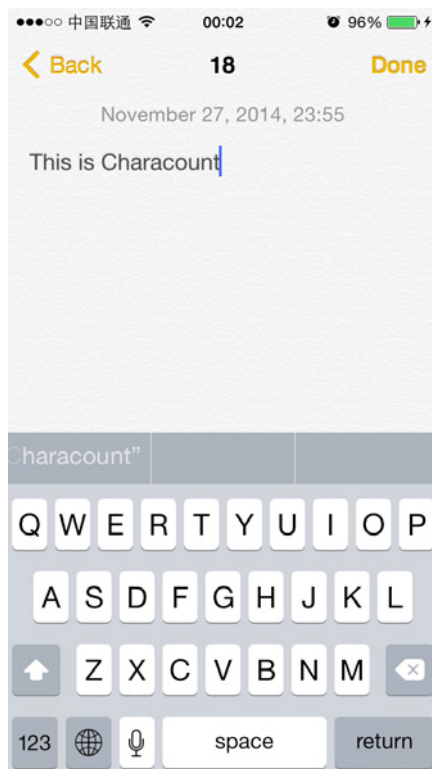 ●●●○○ 中国联通 00:02 96%
Back 18 Done
November 27, 2014, 23:55
This is Characount
Characount”
Q W E R T Y U I O P
A S D F G H J K L
Z X C V B N M
123 space return